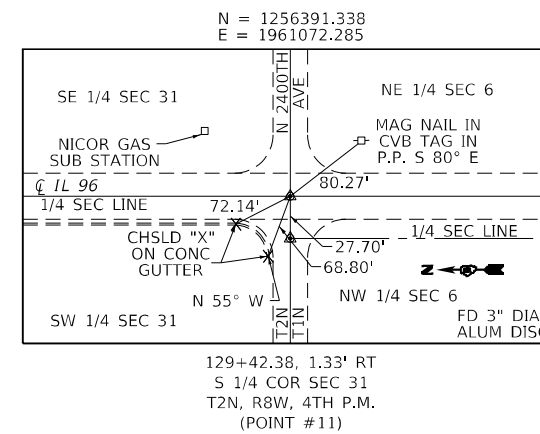 N = 1256391.338
E = 1961072.285
SE 1/4 SEC 31
N 2400TH
AVE
NE 1/4 SEC 6
NICOR GAS
SUB STATION
MAG NAIL IN
CVB TAG IN
P.P. S 80° E
℄ IL 96
80.27'
1/4 SEC LINE
72.14'
CHSLD "X"
ON CONC
GUTTER
1/4 SEC LINE
27.70'
68.80'
N
N 55° W
NW 1/4 SEC 6
SW 1/4 SEC 31
T2N
T1N
FD 3" DIA
ALUM DISC
129+42.38, 1.33' RT
S 1/4 COR SEC 31
T2N, R8W, 4TH P.M.
(POINT #11)